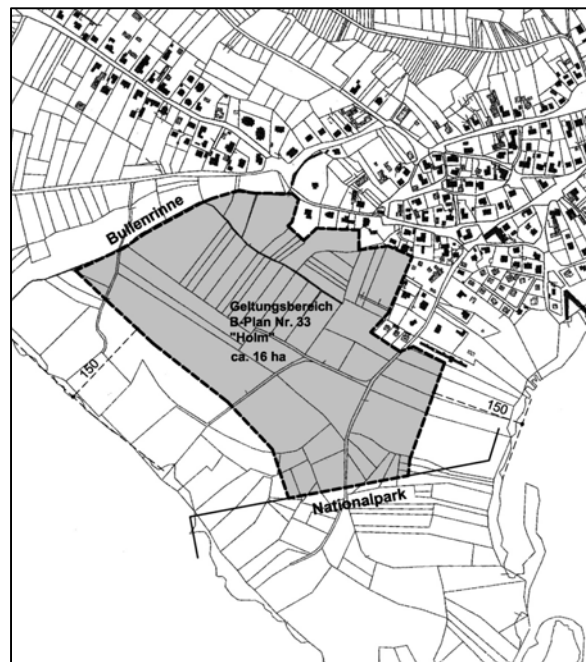 Bullenrinne
Geltungsbereich
B-Plan Nr. 33
"Holm"
ca. 16 ha
150
150
Nationalpark